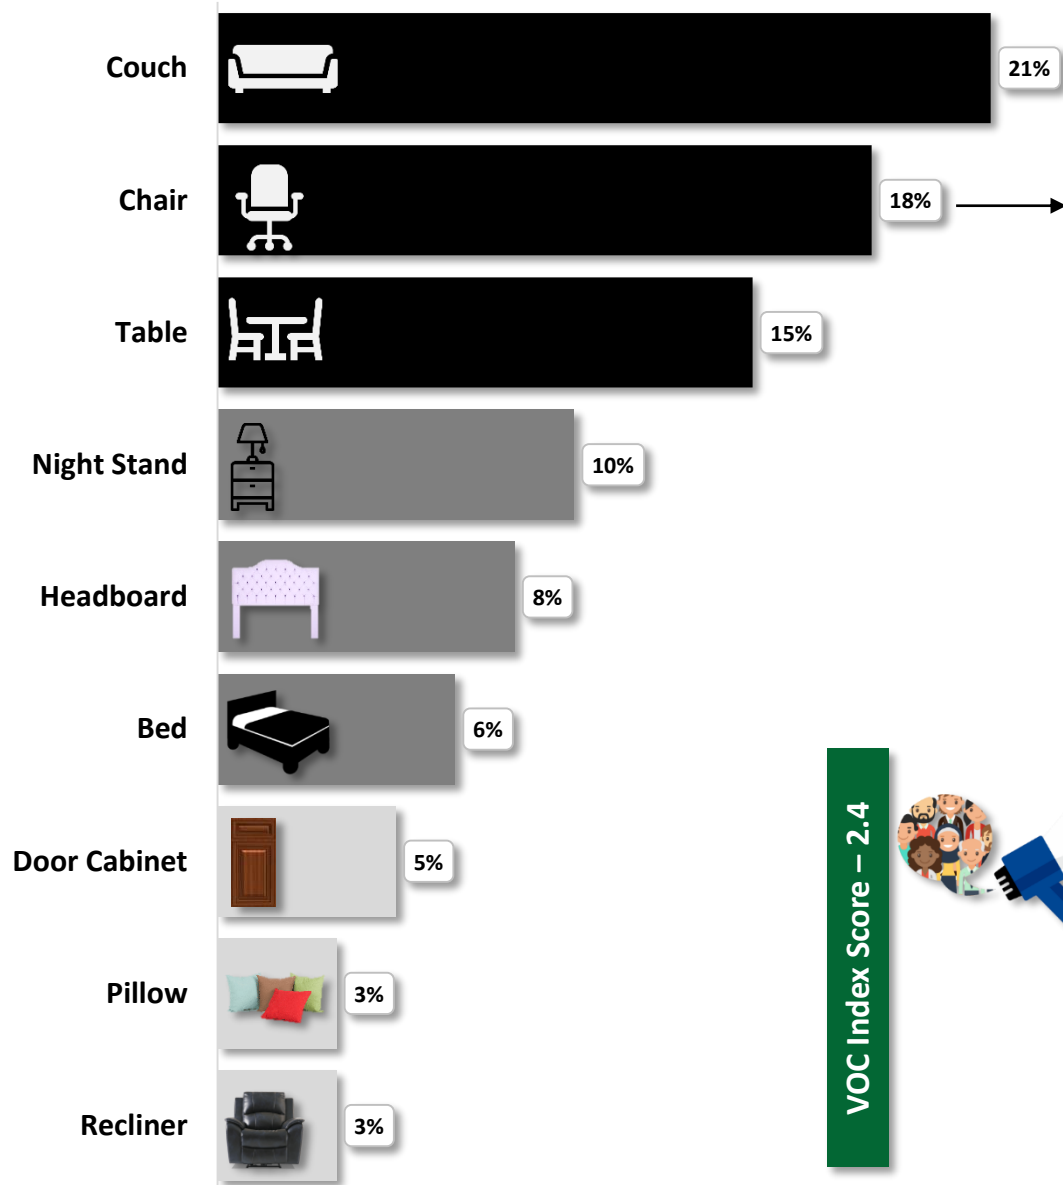 Couch
21%
Chair
18%
Table
15%
Night Stand
10%
Headboard
8%
Bed
6%
Door Cabinet
5%
Pillow
3%
Recliner
3%
VOC Index Score – 2.4